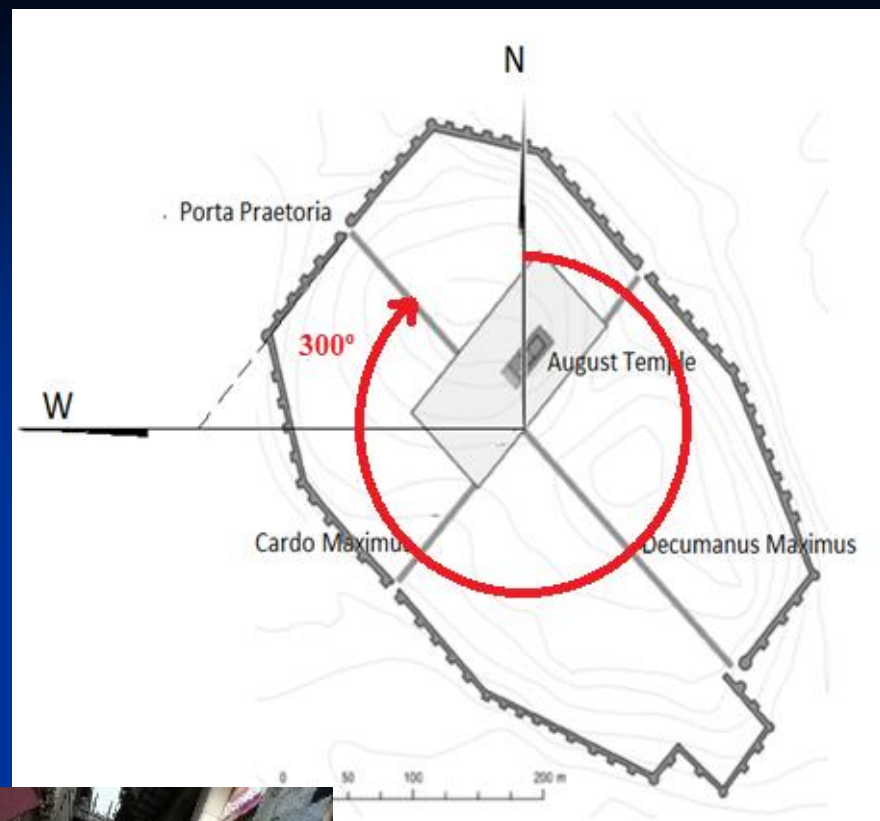 N
Porta Praetoria
300º
August Temple
W
Cardo Maximus
Decumanus Maximus
0 50 100 200 m